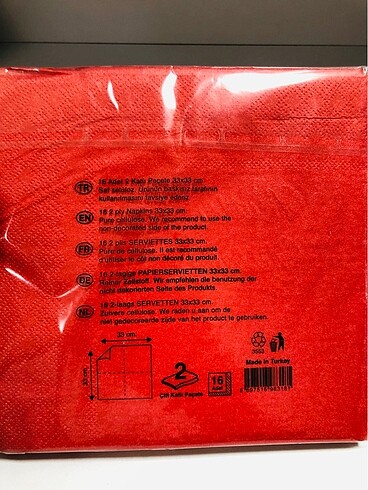 TR 16 Adet 2 Katlı Peçete 33x33 cm.
Saf selüloz. Ürünün baskısız tarafının
kullanılmasını tavsiye ederiz
EN 16 2 ply Napkins 33x33 cm.
Pure cellulose. We recommend to use the
non-decorated side of the product.
FR 16 2 plis SERVIETTES 33x33 cm.
Pure de cellulose. Il est recommandé
d'utiliser le côt non décoré du produit.
DE 16 2-lagige PAPIERSERVIETTEN 33x33 cm.
Reiner Zellstoff. Wir empfehlen die benutzung der
nicht dekorierten Seite des Produkts.
NL 16 2-laags SERVETTEN 33x33 cm.
Zuivere cellulose. We raden u aan om de
niet gedecoreerde zijde van het product te gebruiken.
33 cm.
33 cm.
2
Çift Katlı Peçete
16
Adet
3553
Made in Turkey